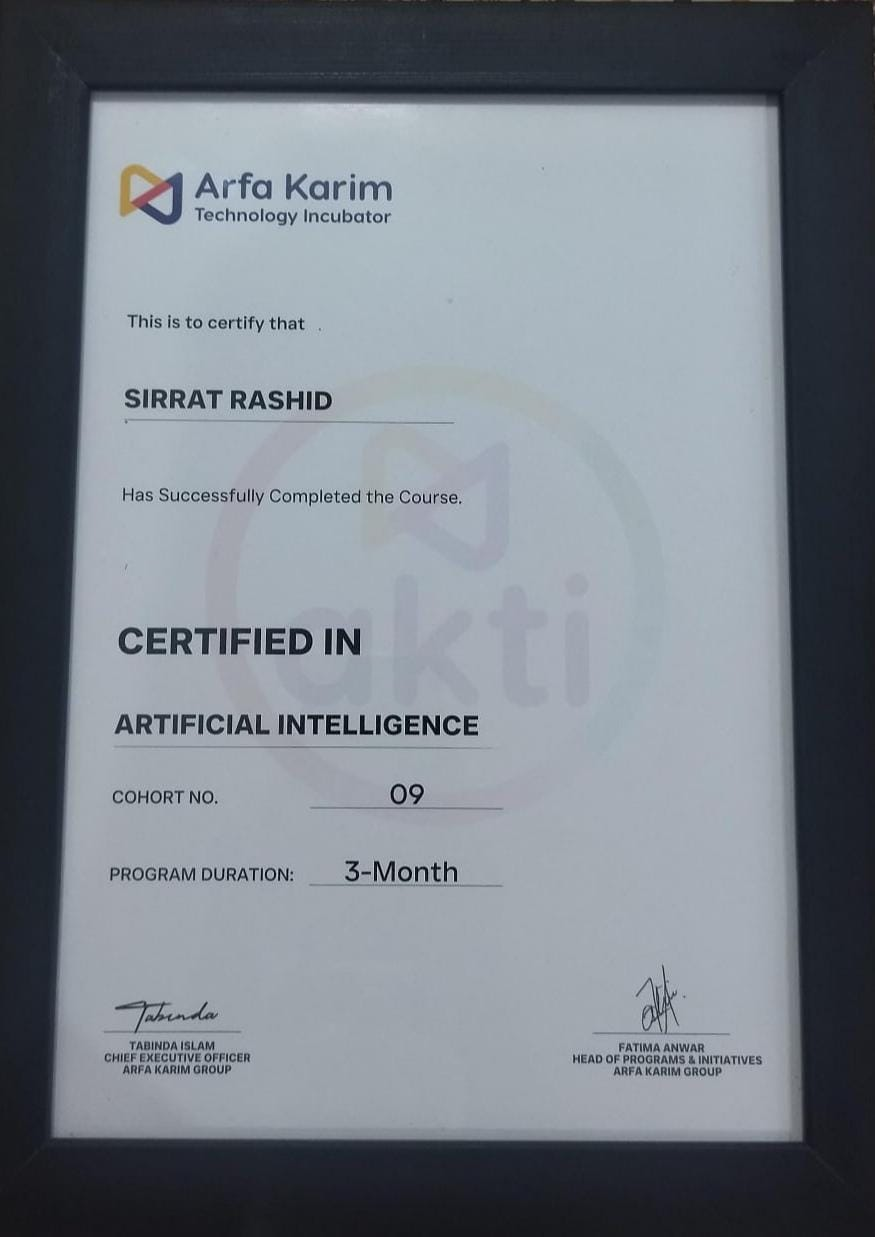 Arfa Karim
Technology Incubator
This is to certify that
SIRRAT RASHID
Has Successfully Completed the Course.
akti
CERTIFIED IN
ARTIFICIAL INTELLIGENCE
COHORT NO. 09
PROGRAM DURATION: 3-Month
Tabinda
TABINDA ISLAM
CHIEF EXECUTIVE OFFICER
ARFA KARIM GROUP
FATIMA ANWAR
HEAD OF PROGRAMS & INITIATIVES
ARFA KARIM GROUP